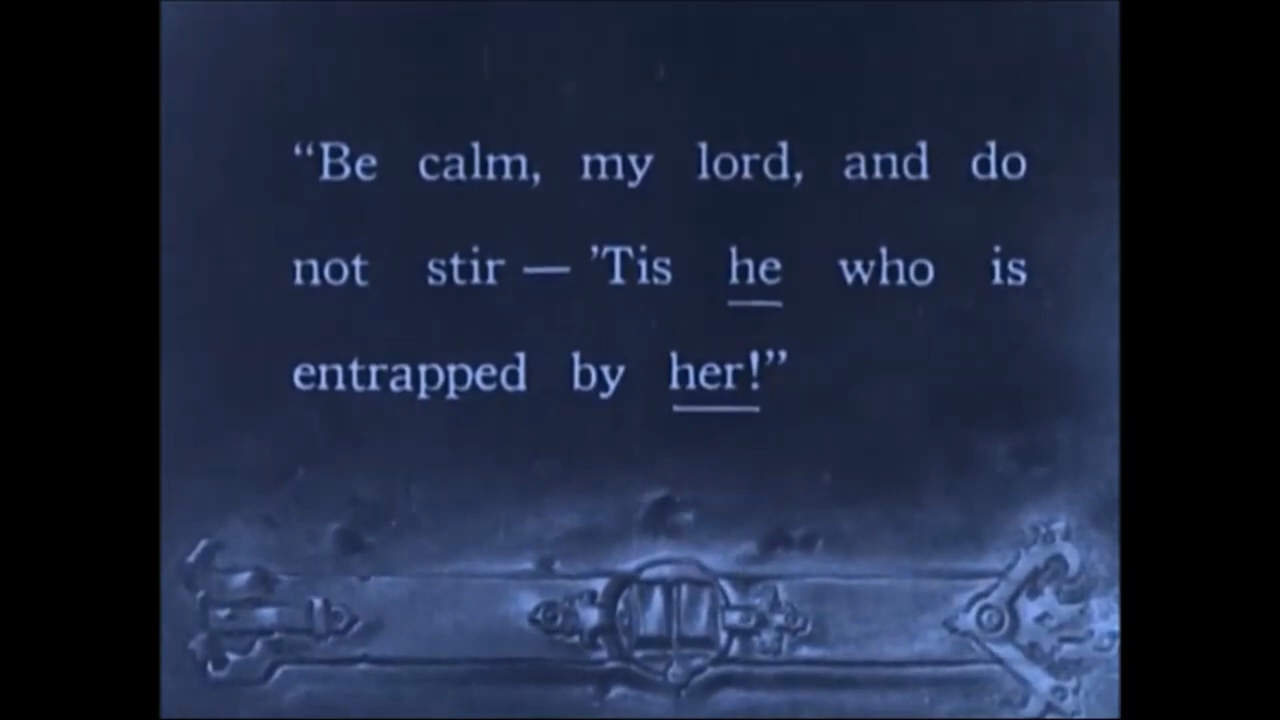 “Be calm, my lord, and do
not stir — ’Tis he who is
entrapped by her!”